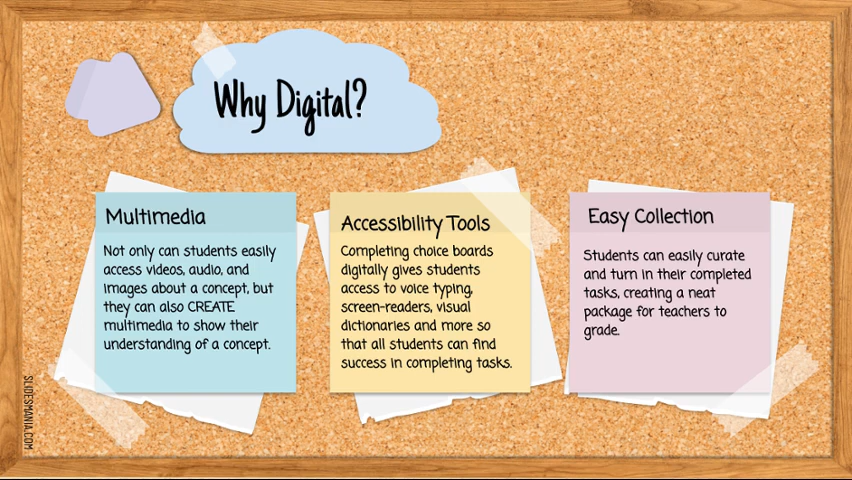 Why Digital?
Multimedia
Not only can students easily
access videos, audio, and
images about a concept, but
they can also CREATE
multimedia to show their
understanding of a concept.
Accessibility Tools
Completing choice boards
digitally gives students
access to voice typing,
screen-readers, visual
dictionaries and more so
that all students can find
success in completing tasks.
Easy Collection
Students can easily curate
and turn in their completed
tasks, creating a neat
package for teachers to
grade.
SLIDESMANIA.COM